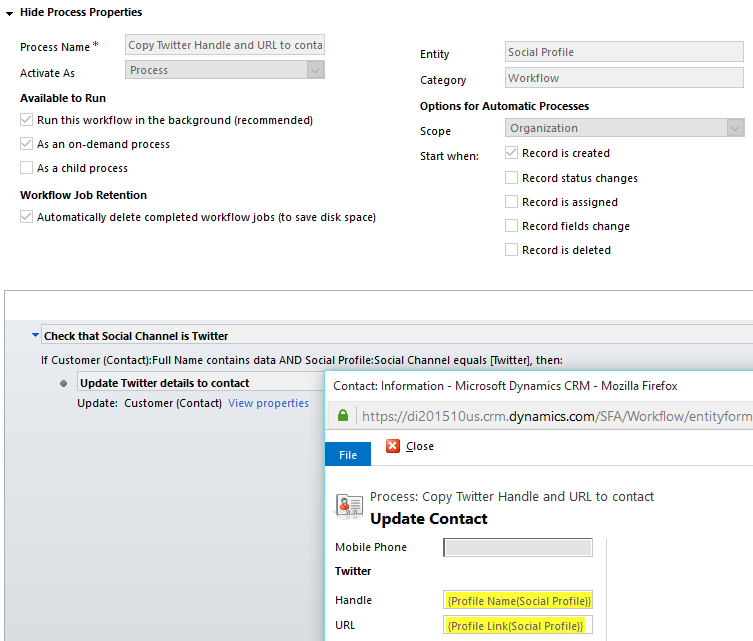 Hide Process Properties
Process Name *
Copy Twitter Handle and URL to conta
Activate As
Process
Available to Run
Run this workflow in the background (recommended)
As an on-demand process
As a child process
Workflow Job Retention
Automatically delete completed workflow jobs (to save disk space)
Entity
Social Profile
Category
Workflow
Options for Automatic Processes
Scope
Organization
Start when:
Record is created
Record status changes
Record is assigned
Record fields change
Record is deleted
Check that Social Channel is Twitter
If Customer (Contact):Full Name contains data AND Social Profile:Social Channel equals [Twitter], then:
Update Twitter details to contact
Update: Customer (Contact) View properties
Contact: Information - Microsoft Dynamics CRM - Mozilla Firefox
https://di201510us.crm.dynamics.com/SFA/Workflow/entityform
File
Close
Process: Copy Twitter Handle and URL to contact
Update Contact
Mobile Phone
Twitter
Handle
{Profile Name(Social Profile)}
URL
{Profile Link(Social Profile)}